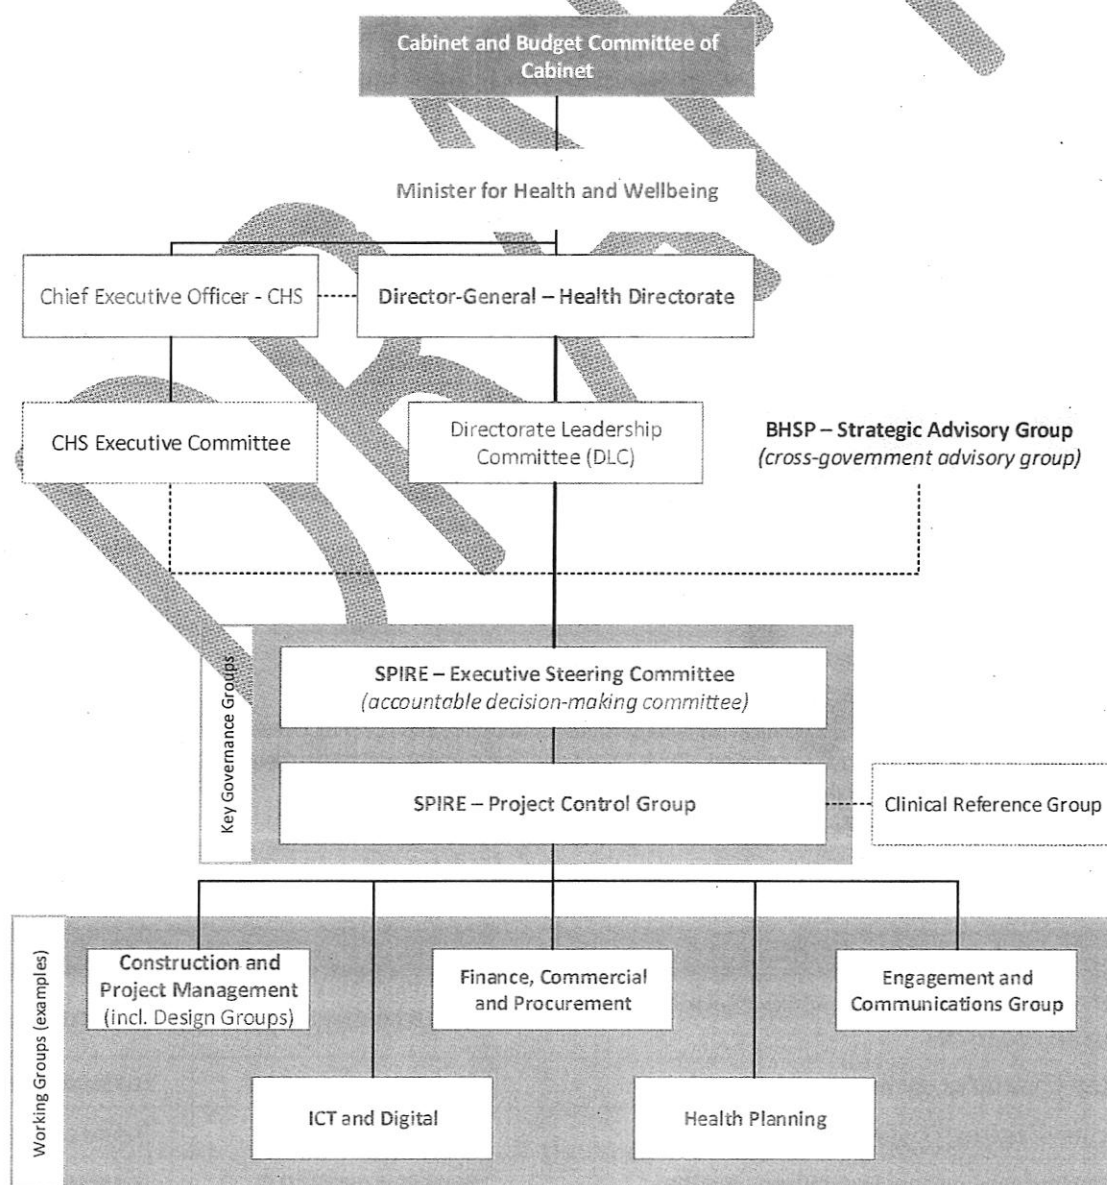 Cabinet and Budget Committee of
Cabinet
Minister for Health and Wellbeing
Chief Executive Officer - CHS
Director-General – Health Directorate
CHS Executive Committee
Directorate Leadership
Committee (DLC)
BHSP – Strategic Advisory Group
(cross-government advisory group)
Key Governance Groups
SPIRE – Executive Steering Committee
(accountable decision-making committee)
SPIRE – Project Control Group
Clinical Reference Group
Working Groups (examples)
Construction and
Project Management
(incl. Design Groups)
Finance, Commercial
and Procurement
Engagement and
Communications Group
ICT and Digital
Health Planning